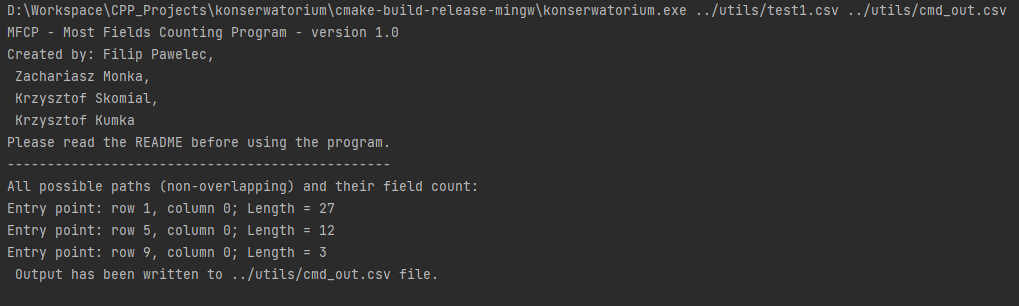 D:\Workspace\CPP_Projects\konserwatorium\cmake-build-release-mingw\konserwatorium.exe ../utils/test1.csv ../utils/cmd_out.csv
MFCP - Most Fields Counting Program - version 1.0
Created by: Filip Pawelec,
 Zachariasz Monka,
 Krzysztof Skomial,
 Krzysztof Kumka
Please read the README before using the program.
------------------------------------------------
All possible paths (non-overlapping) and their field count:
Entry point: row 1, column 0; Length = 27
Entry point: row 5, column 0; Length = 12
Entry point: row 9, column 0; Length = 3
 Output has been written to ../utils/cmd_out.csv file.